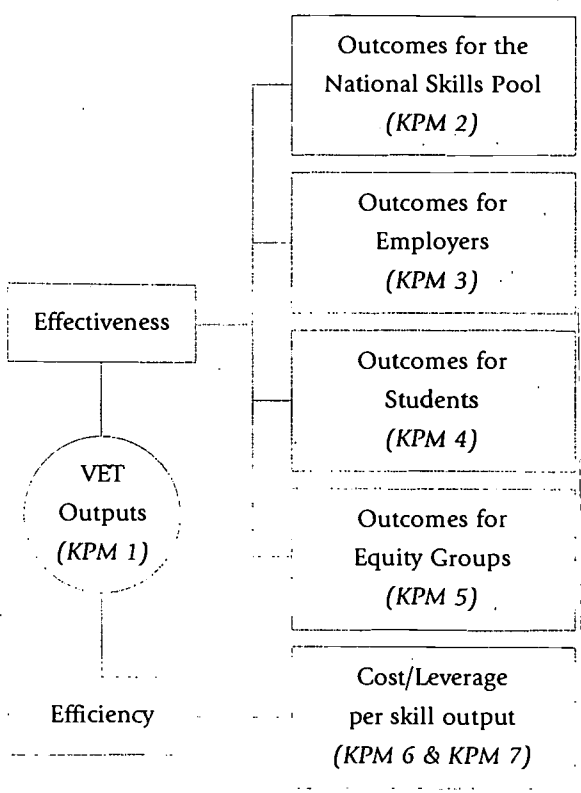 Outcomes for the
National Skills Pool
(KPM 2)
Outcomes for
Employers
(KPM 3)
Effectiveness
Outcomes for
Students
(KPM 4)
VET
Outputs
(KPM 1)
Outcomes for
Equity Groups
(KPM 5)
Efficiency
Cost/Leverage
per skill output
(KPM 6 & KPM 7)